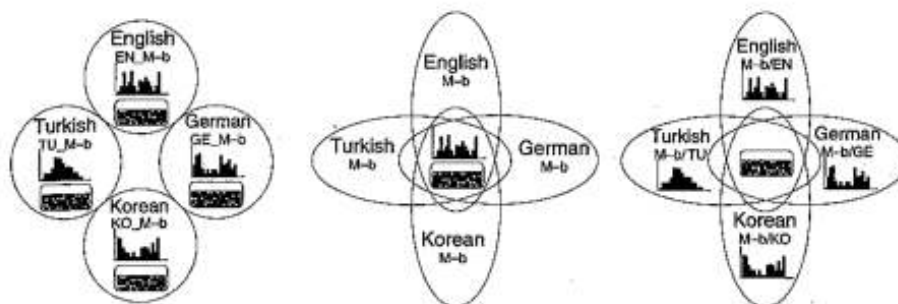 English
EN_M-b
Turkish
TU_M-b
German
GE_M-b
Korean
KO_M-b
English
M-b
Turkish
M-b
German
M-b
Korean
M-b
English
M-b/EN
Turkish
M-b/TU
German
M-b/GE
Korean
M-b/KO